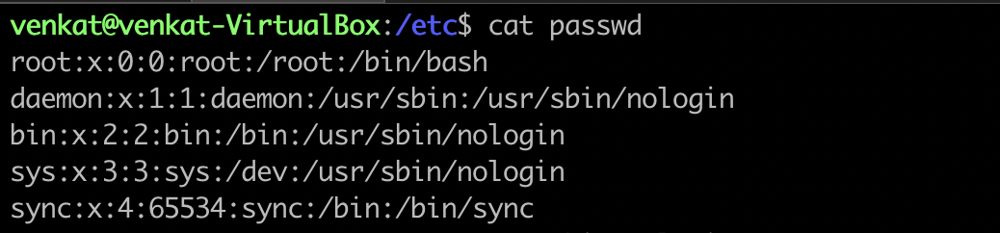 venkat@venkat-VirtualBox:/etc$ cat passwd
root:x:0:0:root:/root:/bin/bash
daemon:x:1:1:daemon:/usr/sbin:/usr/sbin/nologin
bin:x:2:2:bin:/bin:/usr/sbin/nologin
sys:x:3:3:sys:/dev:/usr/sbin/nologin
sync:x:4:65534:sync:/bin:/bin/sync